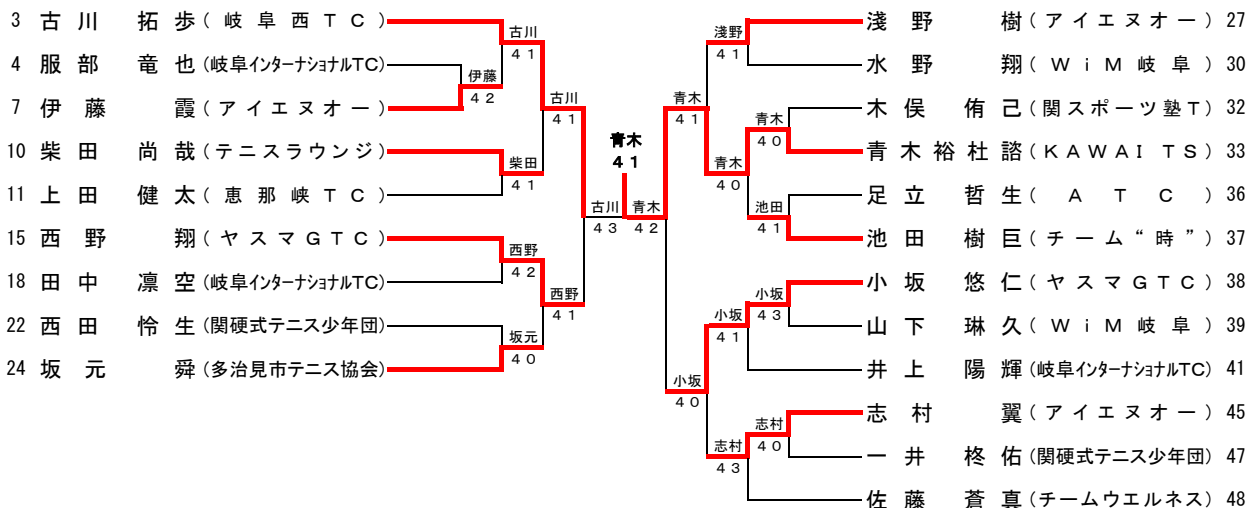 3 古川 拓歩 (岐阜西TC)
4 服部 竜也 (岐阜インターナショナルTC)
7 伊藤 霞 (アイエヌオー)
10 柴田 尚哉 (テニスラウンジ)
11 上田 健太 (恵那峡TC)
15 西野 翔 (ヤスマGTC)
18 田中 凛空 (岐阜インターナショナルTC)
22 西田 怜生 (関硬式テニス少年団)
24 坂元 舜 (多治見市テニス協会)
古川
41
伊藤
42
古川
41
柴田
41
古川
43
西野
42
西野
41
坂元
40
青木
41
青木
42
淺野
41
青木
41
青木
40
青木
40
池田
41
小坂
43
小坂
41
小坂
40
志村
40
志村
43
淺野 樹 (アイエヌオー) 27
水野 翔 (WiM岐阜) 30
木俣 侑己 (関スポーツ塾T) 32
青木裕杜諮 (KAWAI TS) 33
足立 哲生 (ATC) 36
池田 樹巨 (チーム“時”) 37
小坂 悠仁 (ヤスマGTC) 38
山下 琳久 (WiM岐阜) 39
井上 陽輝 (岐阜インターナショナルTC) 41
志村 翼 (アイエヌオー) 45
一井 柊佑 (関硬式テニス少年団) 47
佐藤 蒼真 (チームウエルネス) 48